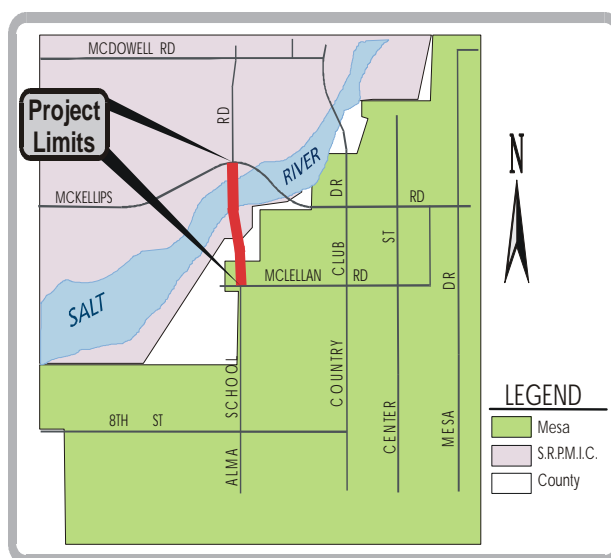 MCDOWELL RD
Project
Limits
RD
N
RIVER
MCKELLIPS
DR
RD
ST
CLUB
MCLELLAN RD
DR
SALT
SCHOOL
COUNTRY
LEGEND
Mesa
8TH ST
CENTER
MESA
S.R.P.M.I.C.
ALMA
County